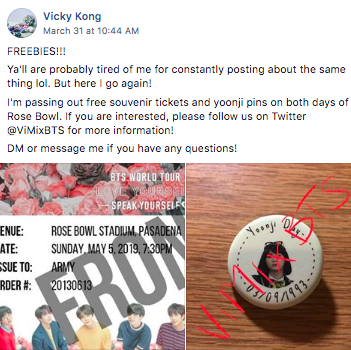 Vicky Kong
March 31 at 10:44 AM
FREEBIES!!!
Ya'll are probably tired of me for constantly posting about the same
thing lol. But here I go again!
I'm passing out free souvenir tickets and yoonji pins on both days of
Rose Bowl. If you are interested, please follow us on Twitter
@ViMixBTS for more information!
DM or message me if you have any questions!
BTS WORLD TOUR
LOVE YOURSELF
SPEAK YOURSELF
ENUE: ROSE BOWL STADIUM, PASADENA
ATE: SUNDAY, MAY 5, 2019, 7:30PM
SSUE TO: ARMY
RDER #: 20130613
FRON
Yoonji Day
03/09/1993